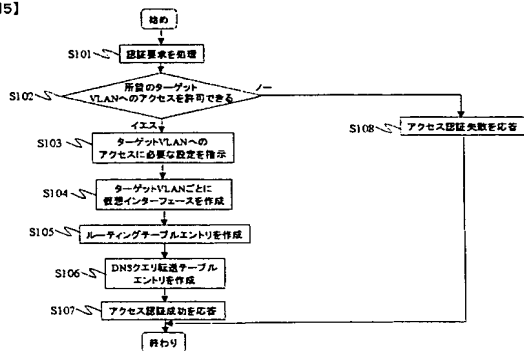 図5】
始め
S101
認証要求を処理
S102
所望のターゲット
VLANへのアクセスを許可できる
ノー
イエス
S103
ターゲットVLANへの
アクセスに必要な設定を指示
S108
アクセス認証失敗を応答
S104
ターゲットVLANごとに
仮想インターフェースを作成
S105
ルーティングテーブルエントリを作成
S106
DNSクエリ転送テーブル
エントリを作成
S107
アクセス認証成功を応答
終わり